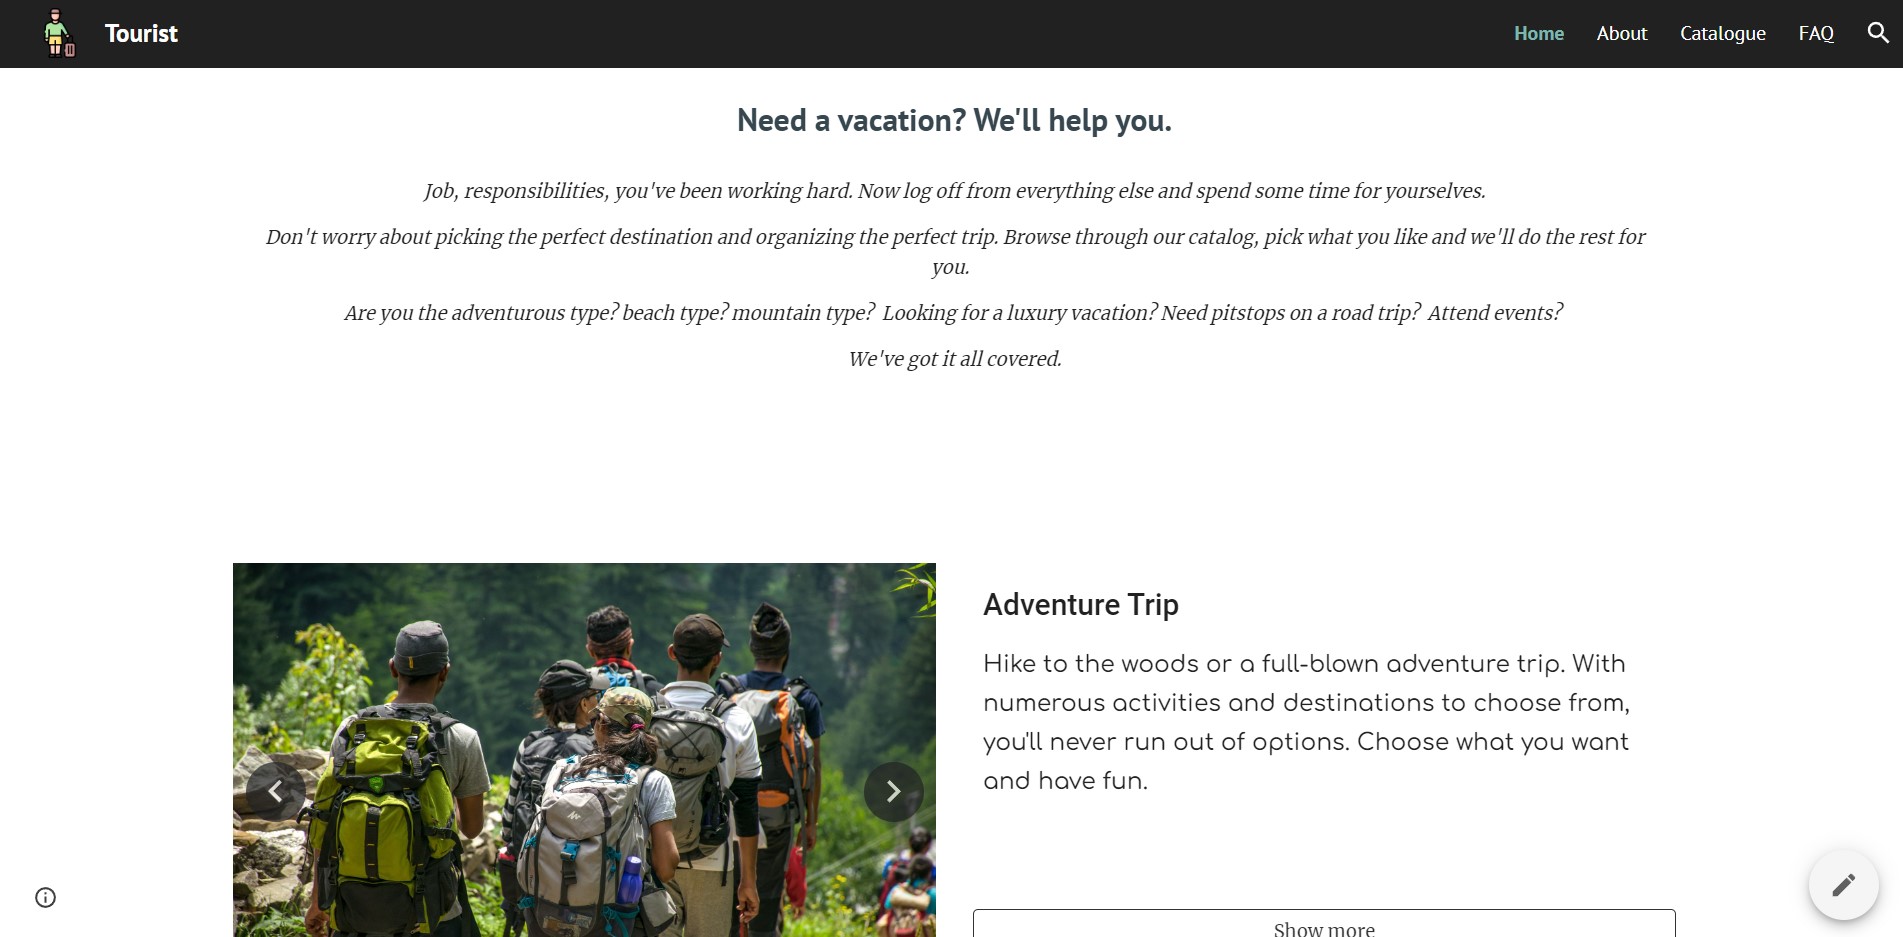 Tourist
Home About Catalogue FAQ
Need a vacation? We'll help you.
Job, responsibilities, you've been working hard. Now log off from everything else and spend some time for yourselves.
Don't worry about picking the perfect destination and organizing the perfect trip. Browse through our catalog, pick what you like and we'll do the rest for
you.
Are you the adventurous type? beach type? mountain type?  Looking for a luxury vacation? Need pitstops on a road trip?  Attend events?
We've got it all covered.
Adventure Trip
Hike to the woods or a full-blown adventure trip. With
numerous activities and destinations to choose from,
you'll never run out of options. Choose what you want
and have fun.
Show more